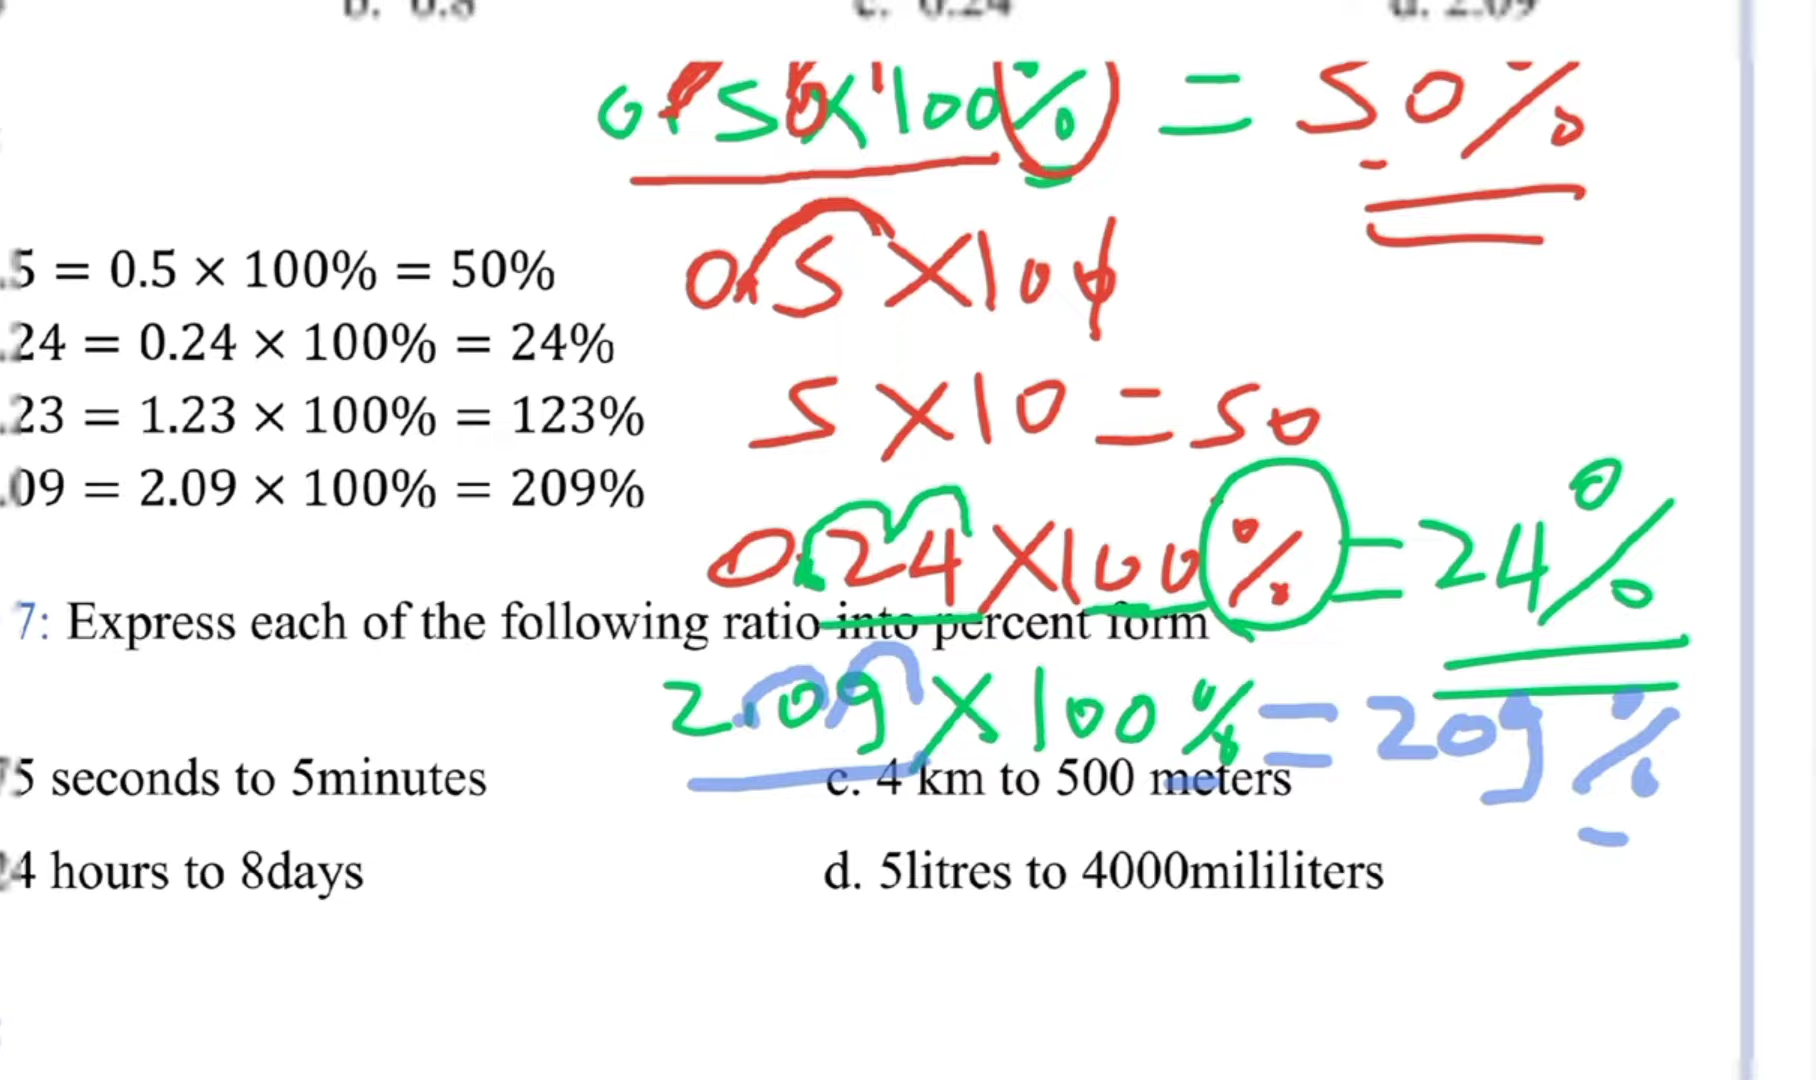 b. 0.8 c. 0.24 d. 2.09
0.50×100% = 50%
.5 = 0.5 × 100% = 50%
0.5 ×100
.24 = 0.24 × 100% = 24%
.23 = 1.23 × 100% = 123%
5 ×10 = 50
.09 = 2.09 × 100% = 209%
0.24 ×100% = 24%
7: Express each of the following ratio into percent form
2.09 × 100% = 209%
75 seconds to 5minutes c. 4 km to 500 meters
24 hours to 8days d. 5litres to 4000mililiters